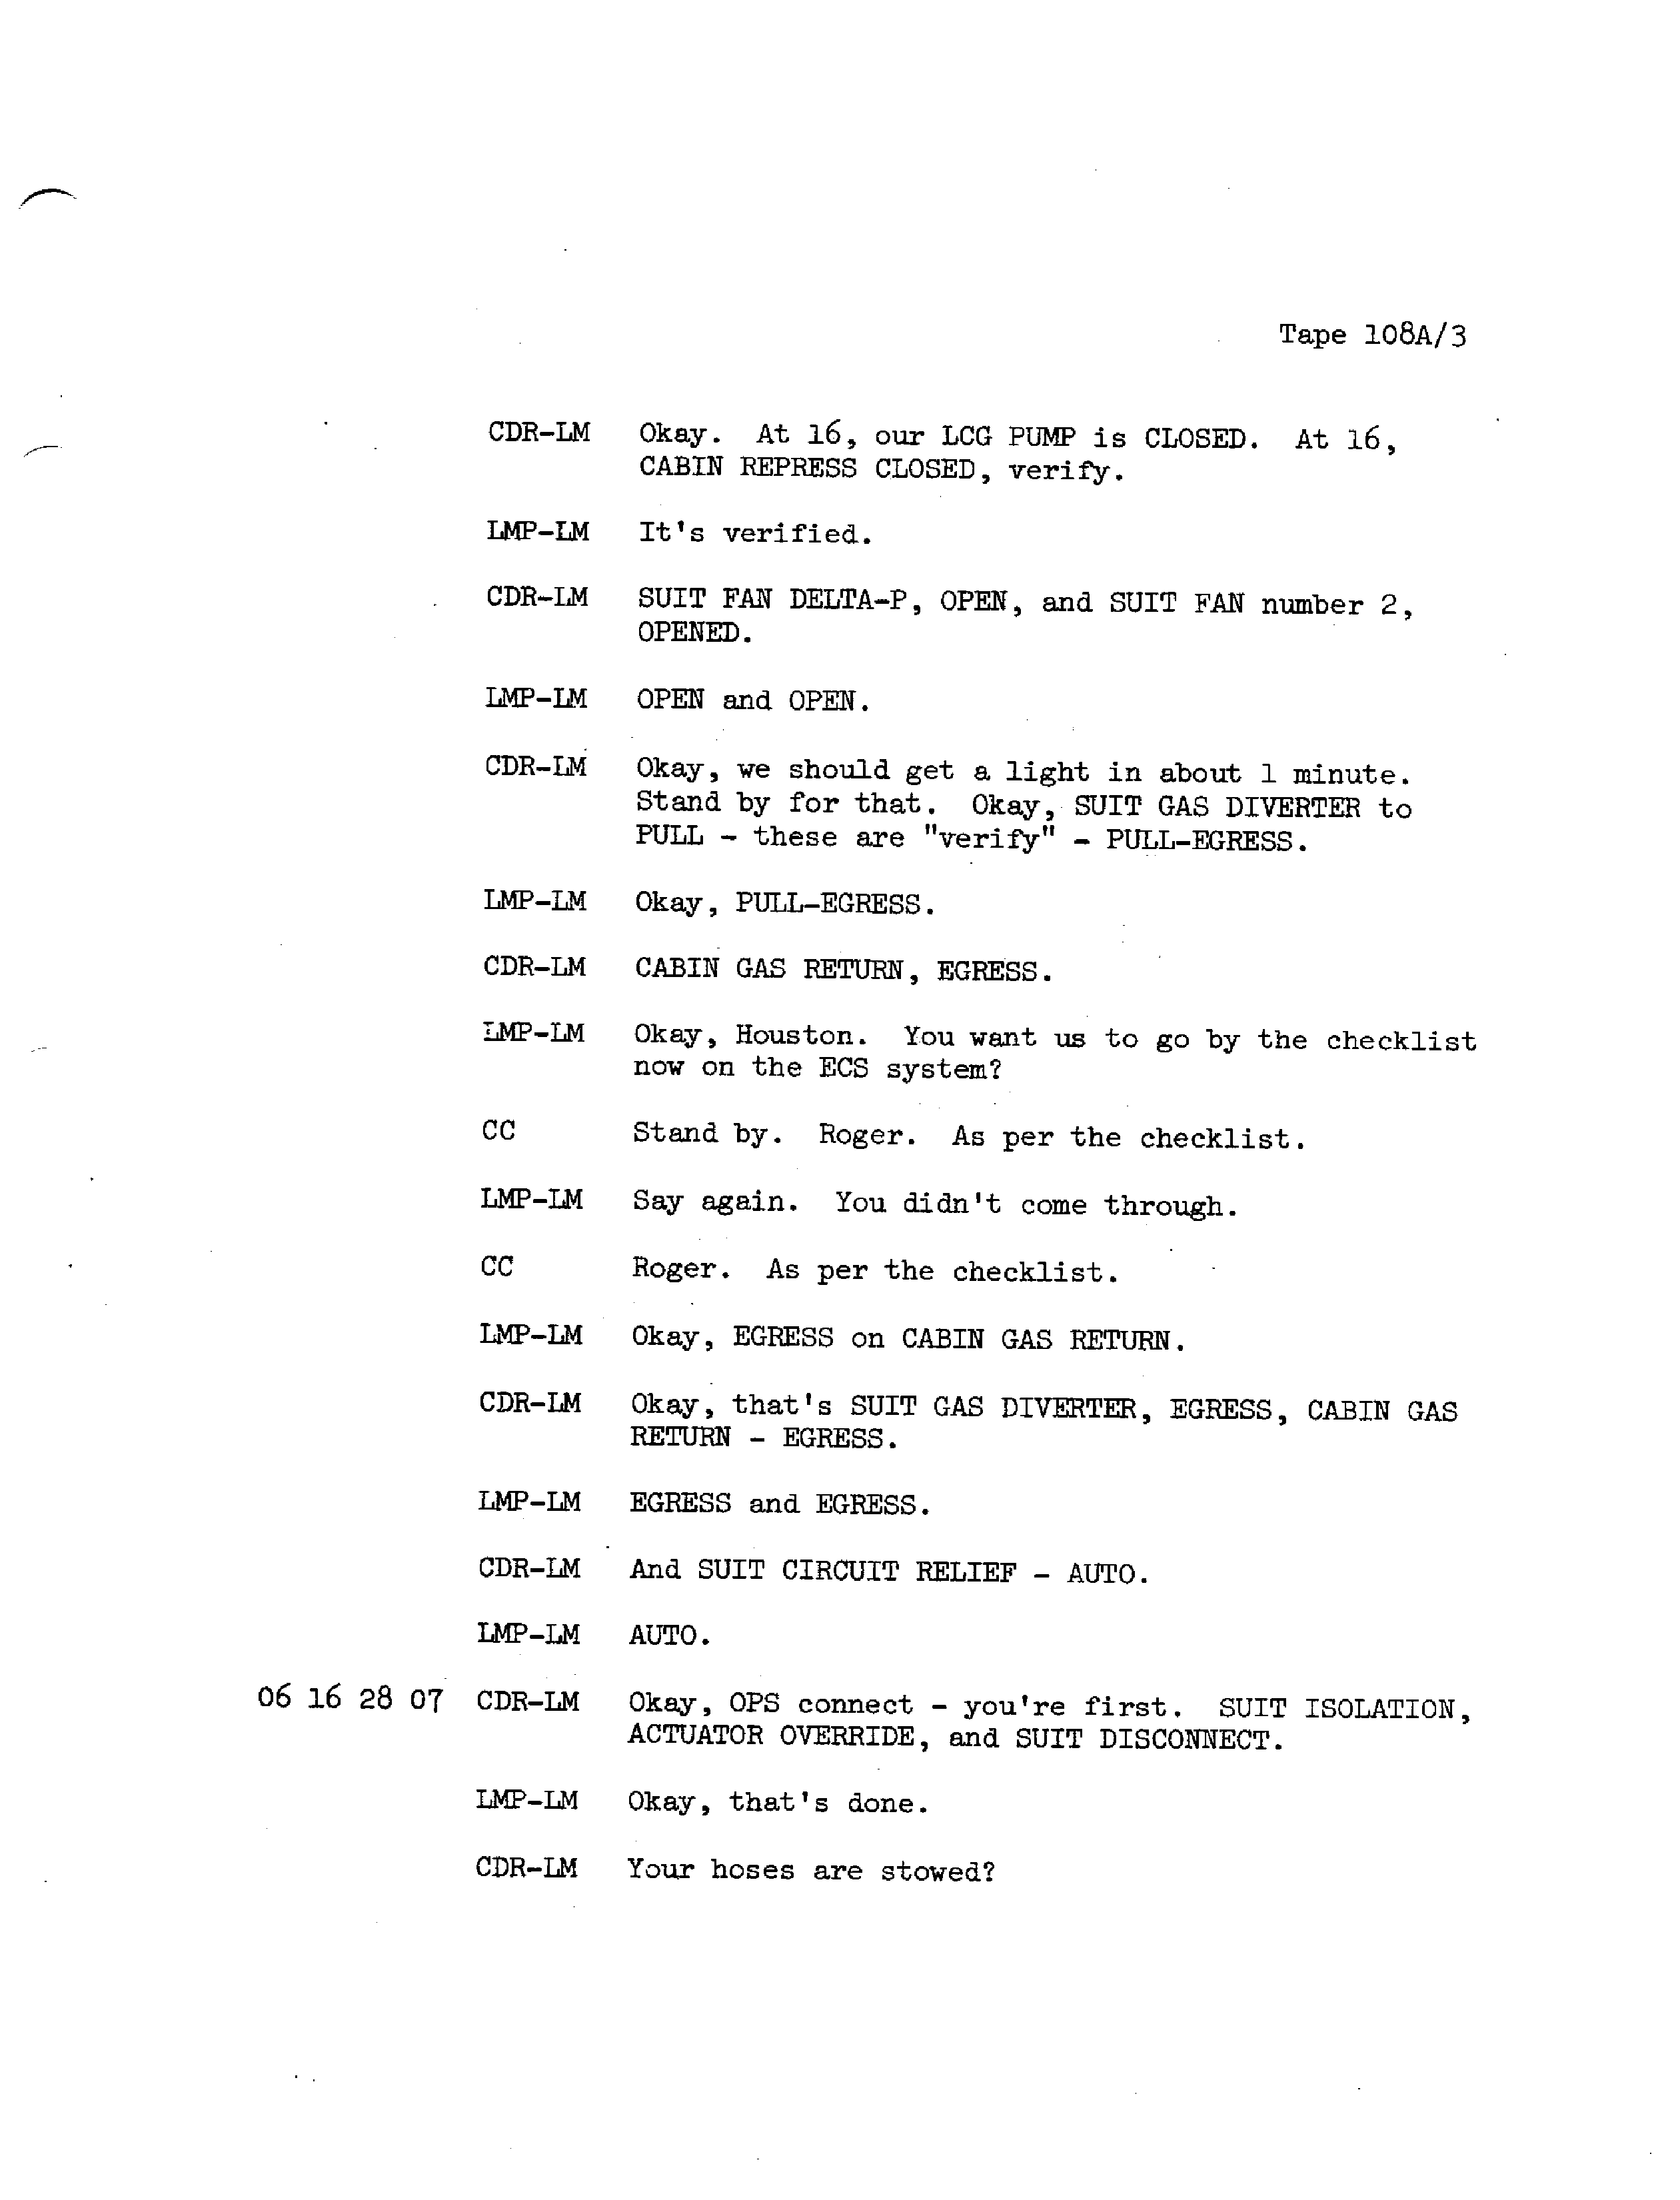 Tape 108A/3
CDR-LM Okay. At 16, our LCG PUMP is CLOSED. At 16,
CABIN REPRESS CLOSED, verify.
LMP-LM It's verified.
CDR-LM SUIT FAN DELTA-P, OPEN, and SUIT FAN number 2,
OPENED.
LMP-LM OPEN and OPEN.
CDR-LM Okay, we should get a light in about 1 minute.
Stand by for that. Okay, SUIT GAS DIVERTER to
PULL - these are "verify" - PULL-EGRESS.
LMP-LM Okay, PULL-EGRESS.
CDR-LM CABIN GAS RETURN, EGRESS.
LMP-LM Okay, Houston. You want us to go by the checklist
now on the ECS system?
CC Stand by. Roger. As per the checklist.
LMP-LM Say again. You didn't come through.
CC Roger. As per the checklist.
LMP-LM Okay, EGRESS on CABIN GAS RETURN.
CDR-LM Okay, that's SUIT GAS DIVERTER, EGRESS, CABIN GAS
RETURN - EGRESS.
LMP-LM EGRESS and EGRESS.
CDR-LM And SUIT CIRCUIT RELIEF - AUTO.
LMP-LM AUTO.
06 16 28 07 CDR-LM Okay, OPS connect - you're first. SUIT ISOLATION,
ACTUATOR OVERRIDE, and SUIT DISCONNECT.
LMP-LM Okay, that's done.
CDR-LM Your hoses are stowed?